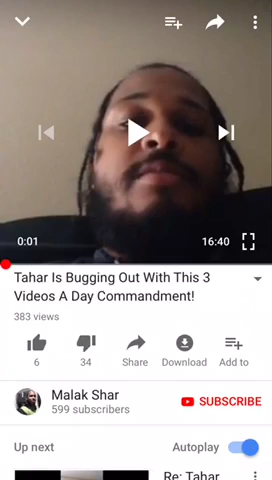 0:01
16:40
Tahar Is Bugging Out With This 3
Videos A Day Commandment!
383 views
6
34
Share
Download
Add to
Malak Shar
599 subscribers
SUBSCRIBE
Up next
Autoplay
Re: Tahar